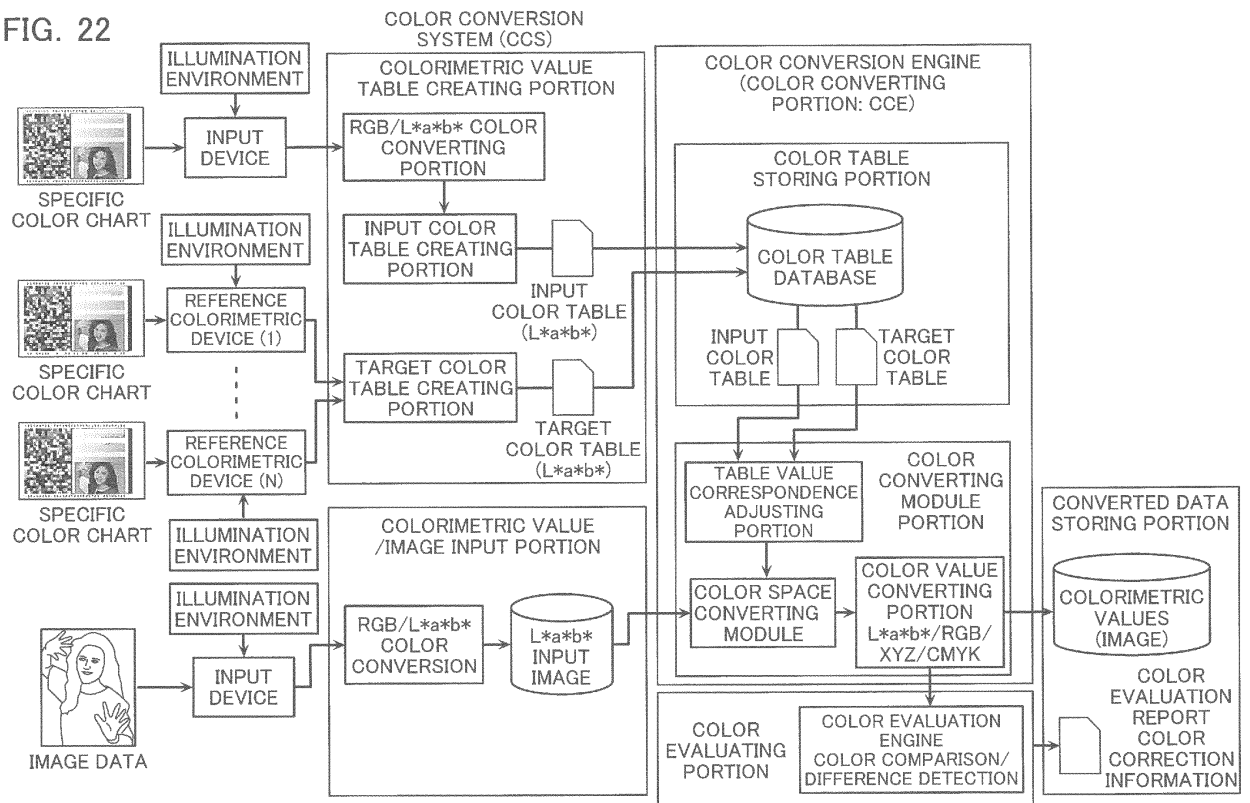 FIG. 22
COLOR CONVERSION
SYSTEM (CCS)
ILLUMINATION
ENVIRONMENT
INPUT
DEVICE
SPECIFIC
COLOR CHART
ILLUMINATION
ENVIRONMENT
REFERENCE
COLORIMETRIC
DEVICE (1)
SPECIFIC
COLOR CHART
REFERENCE
COLORIMETRIC
DEVICE (N)
SPECIFIC
COLOR CHART
ILLUMINATION
ENVIRONMENT
ILLUMINATION
ENVIRONMENT
INPUT
DEVICE
IMAGE DATA
COLORIMETRIC VALUE
TABLE CREATING PORTION
RGB/L*a*b* COLOR
CONVERTING
PORTION
INPUT COLOR
TABLE CREATING
PORTION
INPUT
COLOR TABLE
(L*a*b*)
TARGET COLOR
TABLE CREATING
PORTION
TARGET
COLOR TABLE
(L*a*b*)
COLORIMETRIC VALUE
/IMAGE INPUT PORTION
RGB/L*a*b*
COLOR
CONVERSION
L*a*b*
INPUT
IMAGE
COLOR CONVERSION ENGINE
(COLOR CONVERTING
PORTION: CCE)
COLOR TABLE
STORING PORTION
COLOR TABLE
DATABASE
INPUT
COLOR
TABLE
TARGET
COLOR
TABLE
TABLE VALUE
CORRESPONDENCE
ADJUSTING
PORTION
COLOR
CONVERTING
MODULE
PORTION
COLOR SPACE
CONVERTING
MODULE
COLOR VALUE
CONVERTING
PORTION
L*a*b*/RGB/
XYZ/CMYK
COLOR
EVALUATING
PORTION
COLOR EVALUATION
ENGINE
COLOR COMPARISON/
DIFFERENCE DETECTION
CONVERTED DATA
STORING PORTION
COLORIMETRIC
VALUES
(IMAGE)
COLOR
EVALUATION
REPORT
COLOR
CORRECTION
INFORMATION